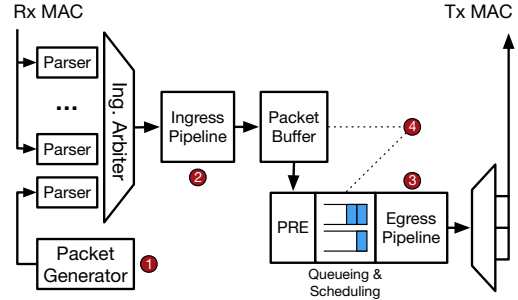 Rx MAC
Tx MAC
Parser
...
Parser
Parser
Ing. Arbiter
Ingress
Pipeline
2
Packet
Buffer
4
3
PRE
Egress
Pipeline
Queueing &
Scheduling
Packet
Generator
1